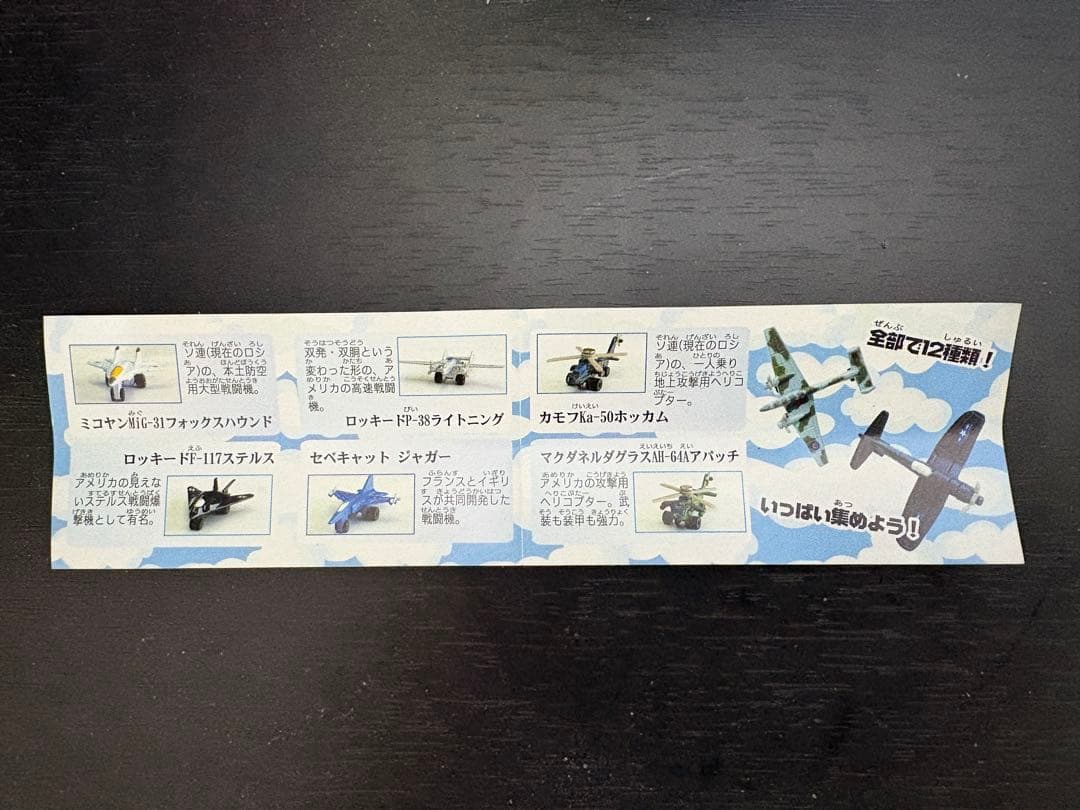 ソ連(現在のロシ
ア)の、本土防空
用大型戦闘機。
ミコヤンMiG-31フォックスハウンド
双発・双胴という
変わった形の、ア
メリカの高速戦闘
機。
ロッキードP-38ライトニング
ソ連(現在のロシ
ア)の、一人乗り
地上攻撃用ヘリコ
プター。
カモフKa-50ホッカム
全部で12種類!
ロッキードF-117ステルス
アメリカの見えな
いステルス戦闘爆
撃機として有名。
セペキャット ジャガー
フランスとイギリ
スが共同開発した
戦闘機。
マクダネルダグラスAH-64Aアパッチ
アメリカの攻撃用
ヘリコプター。武
装も装甲も強力。
いっぱい集めよう!